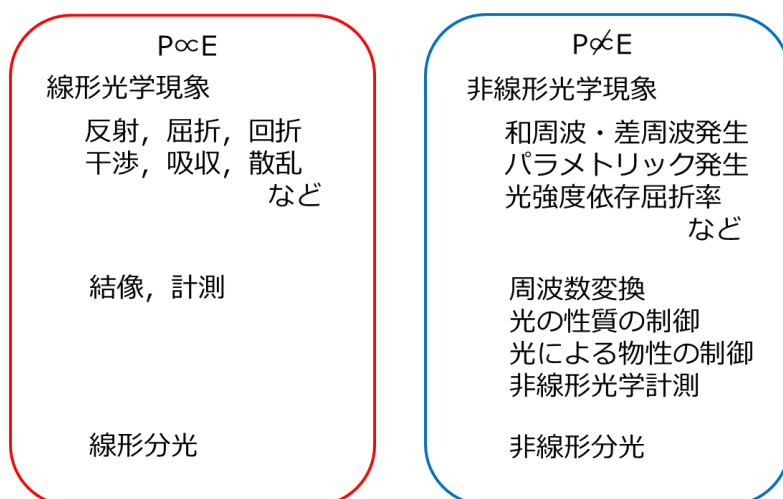 P∝E
線形光学現象
反射，屈折，回折
干渉，吸収，散乱
など
結像，計測
線形分光
P∝̸E
非線形光学現象
和周波・差周波発生
パラメトリック発生
光強度依存屈折率
など
周波数変換
光の性質の制御
光による物性の制御
非線形光学計測
非線形分光